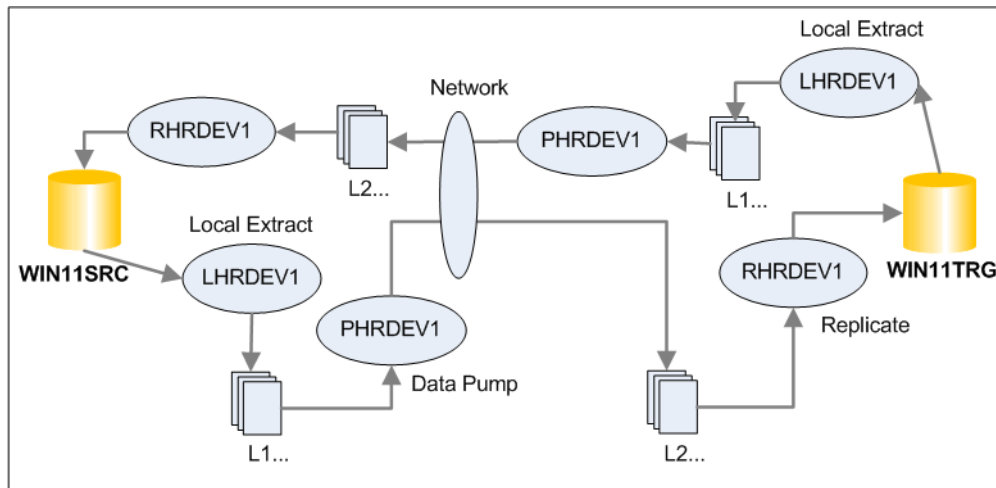 Local Extract
LHRDEV1
Network
RHRDEV1
PHRDEV1
L2...
L1...
Local Extract
WIN11SRC
LHRDEV1
RHRDEV1
WIN11TRG
PHRDEV1
Replicate
Data Pump
L1...
L2...